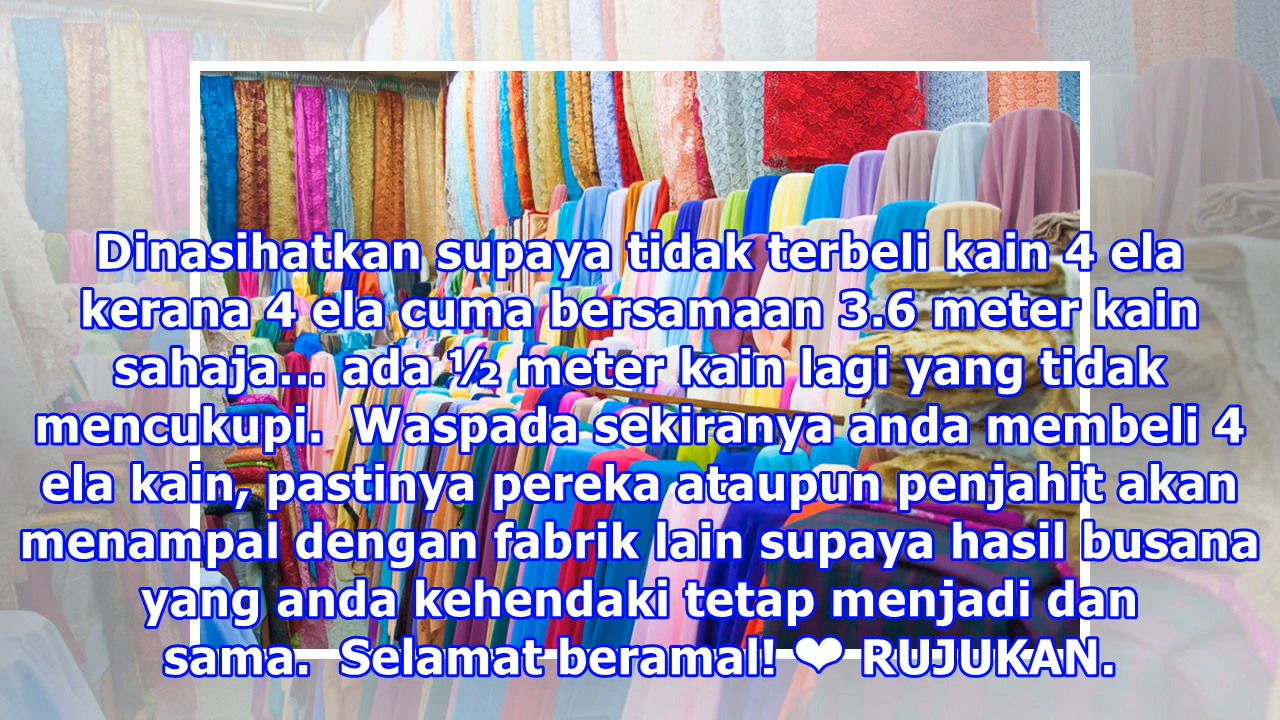 Dinasihatkan supaya tidak terbeli kain 4 ela
kerana 4 ela cuma bersamaan 3.6 meter kain
sahaja... ada ½ meter kain lagi yang tidak
mencukupi.  Waspada sekiranya anda membeli 4
ela kain, pastinya pereka ataupun penjahit akan
menampal dengan fabrik lain supaya hasil busana
yang anda kehendaki tetap menjadi dan
sama.  Selamat beramal! ❤ RUJUKAN.